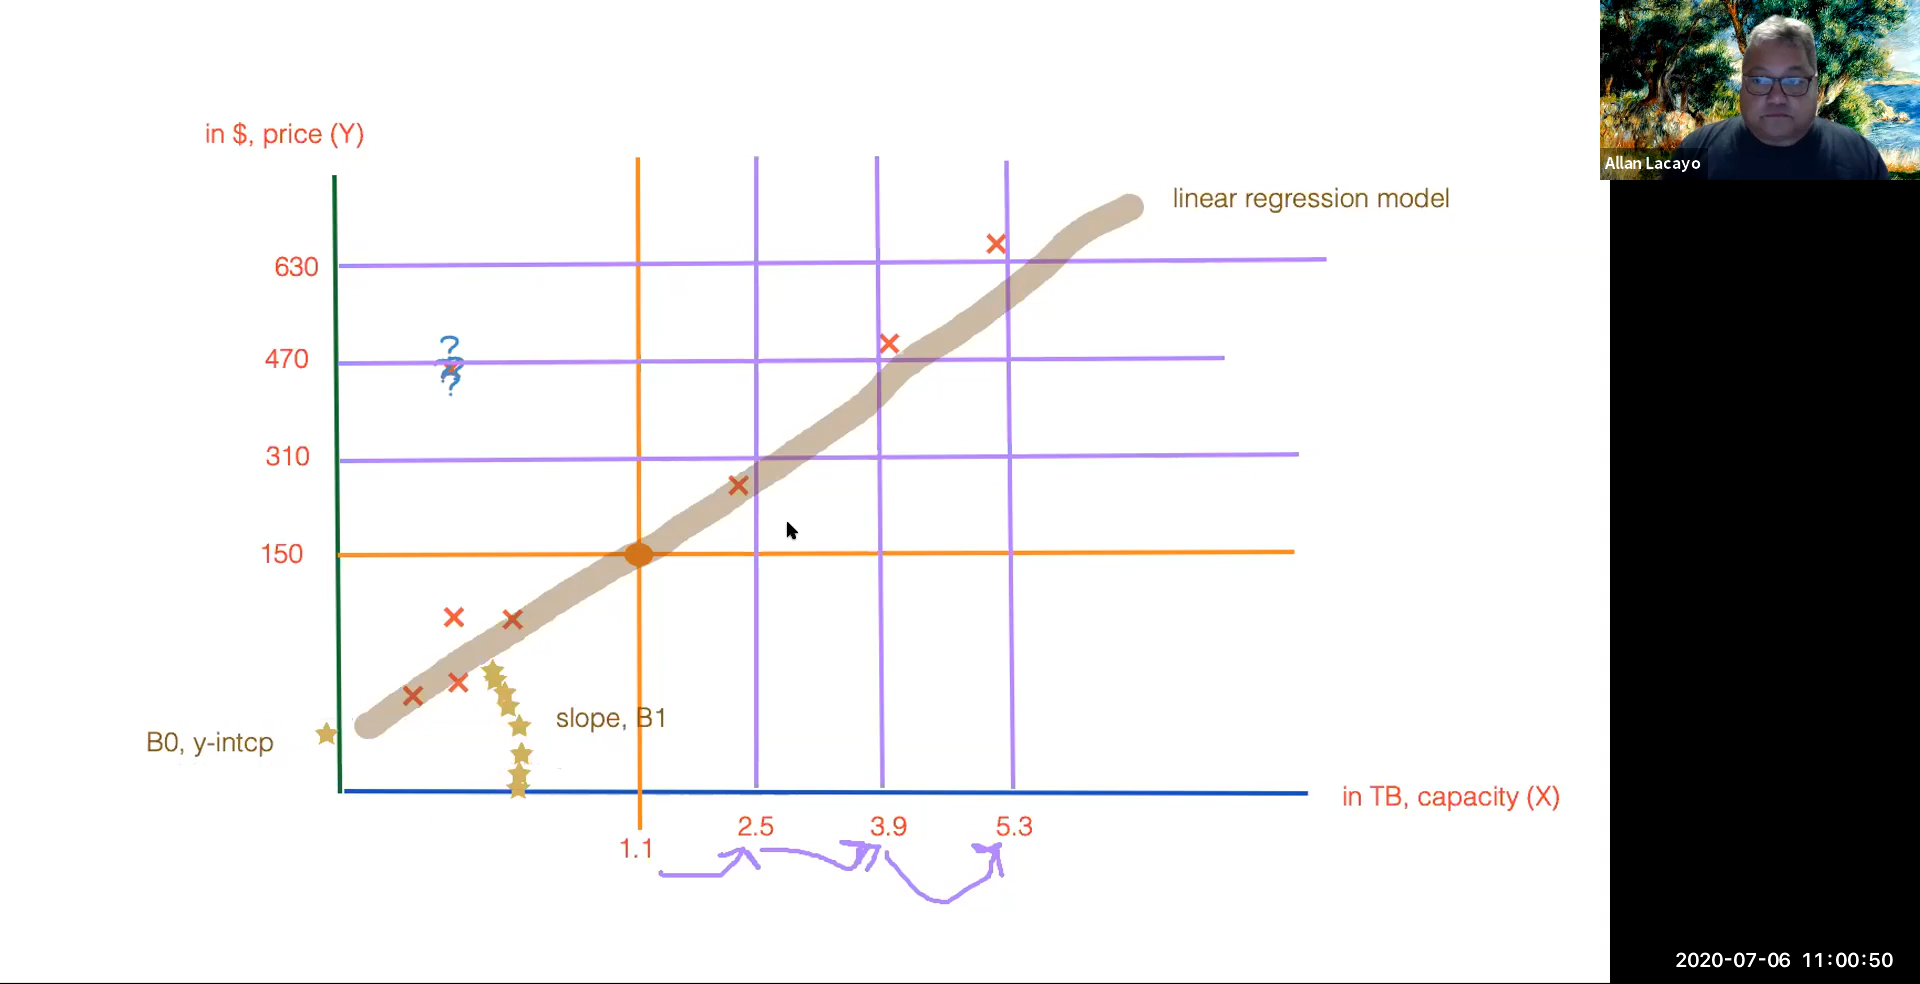 in $, price (Y)
Allan Lacayo
linear regression model
630
?
470
?
310
150
slope, B1
B0, y-intcp
in TB, capacity (X)
2.5
3.9
5.3
1.1
2020-07-06 11:00:50